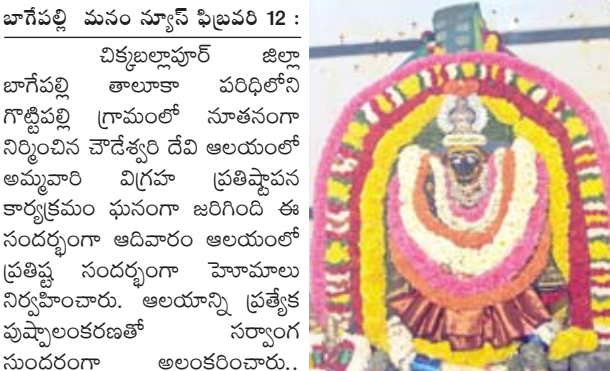 బాగేపల్లి మనం న్యూస్ ఫిబ్రవరి 12 :
చిక్కబల్లాపూర్ జిల్లా
బాగేపల్లి తాలూకా పరిధిలోని
గొట్టిపల్లి గ్రామంలో నూతనంగా
నిర్మించిన చౌడేశ్వరి దేవి ఆలయంలో
అమ్మవారి విగ్రహ ప్రతిష్టాపన
కార్యక్రమం ఘనంగా జరిగింది ఈ
సందర్భంగా ఆదివారం ఆలయంలో
ప్రతిష్ట సందర్భంగా హెూమాలు
నిర్వహించారు. ఆలయాన్ని ప్రత్యేక
పుష్పాలంకరణతో సర్వాంగ
సుందరంగా అలంకరించారు..